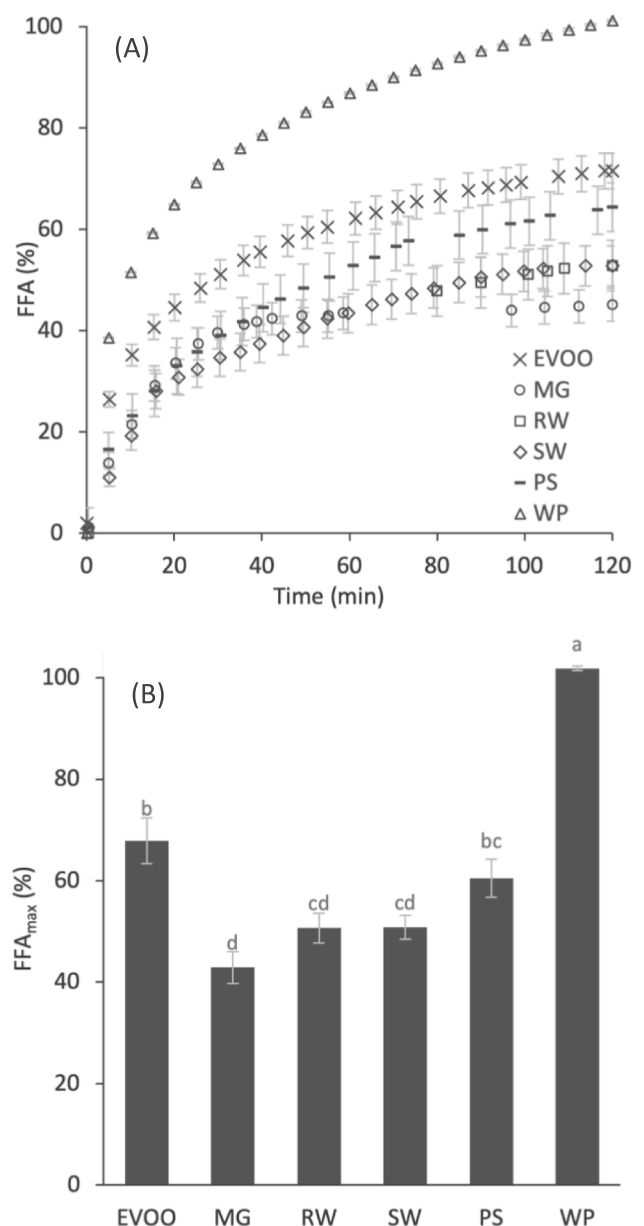 (A)
100
80
60
40
20
0
FFA (%)
EVOO
MG
RW
SW
PS
WP
0 20 40 60 80 100 120
Time (min)
(B)
100
80
60
40
20
0
FFAmax (%)
b
d
cd
cd
bc
a
EVOO MG RW SW PS WP